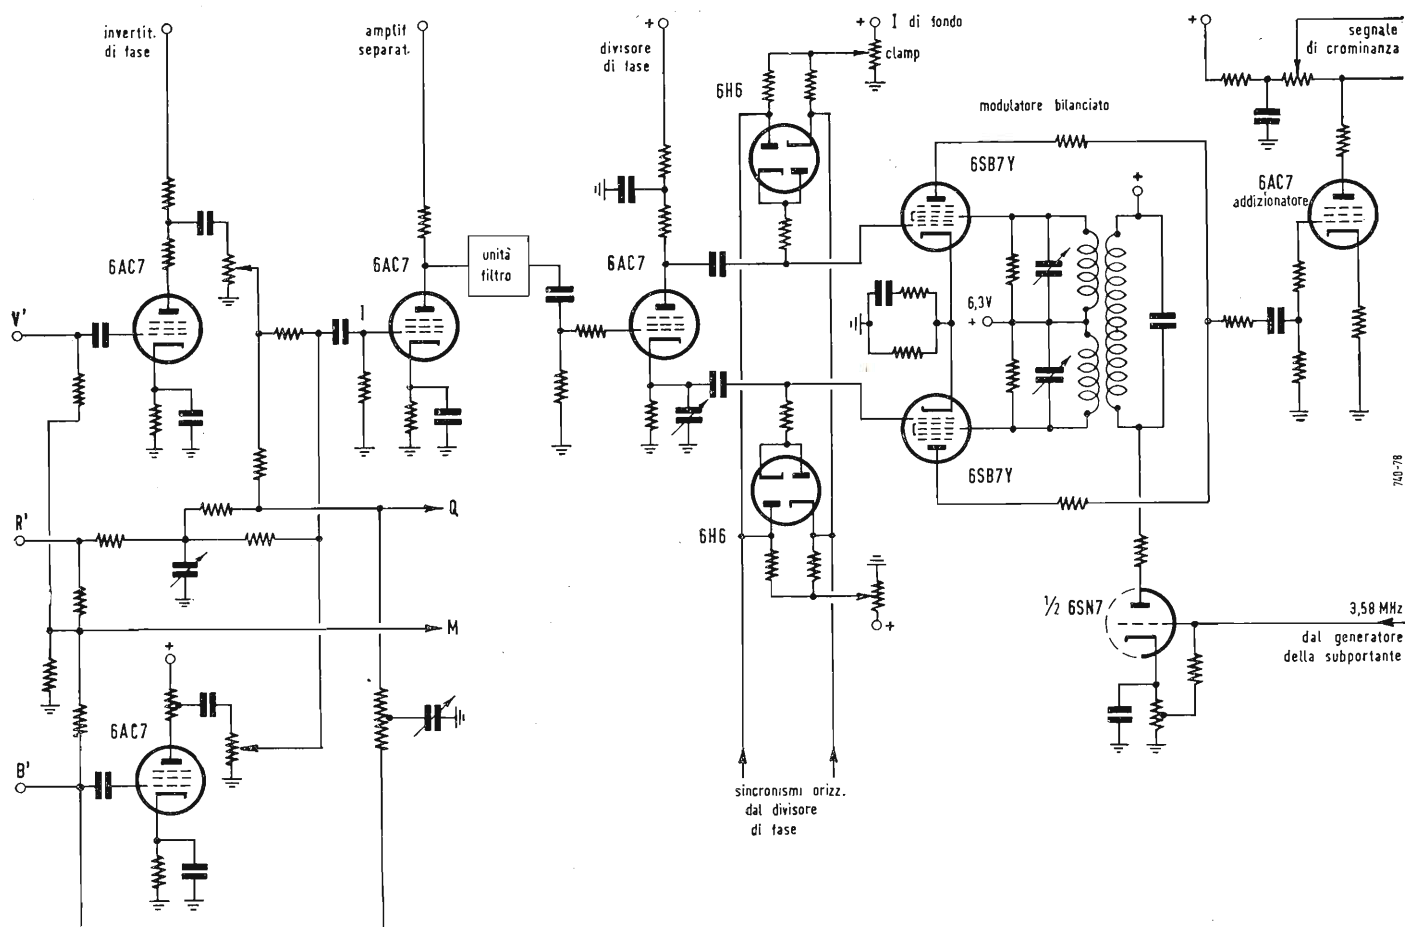 invertit.
di fase
amplif
separat.
+
divisore
di fase
+ I di fondo
clamp
+
segnale
di crominanza
6H6
modulatore bilanciato
6SB7Y
+
6AC7
addizionatore
6AC7
6AC7
unità
filtro
6AC7
V'
I
6,3V
+
6SB7Y
740-78
R'
Q
6H6
+
½ 6SN7
3,58 MHz
dal generatore
della subportante
M
+
6AC7
B'
sincronismi orizz.
dal divisore
di fase